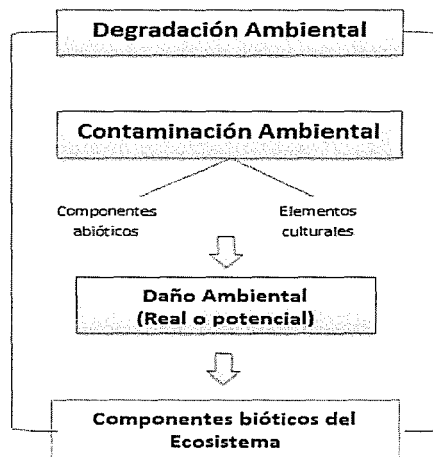 Degradación Ambiental
Contaminación Ambiental
Componentes
abióticos
Elementos
culturales
Daño Ambiental
(Real o potencial)
Componentes bióticos del
Ecosistema